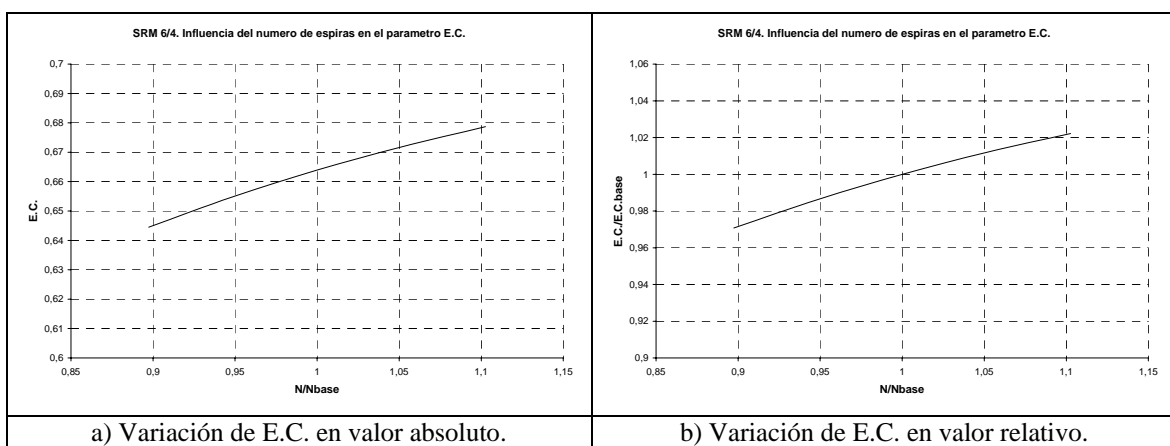 SRM 6/4. Influencia del numero de espiras en el parametro E.C.
0,7
0,69
0,68
0,67
0,66
0,65
0,64
0,63
0,62
0,61
0,6
E.C.
0,85 0,9 0,95 1 1,05 1,1 1,15
N/Nbase
a) Variación de E.C. en valor absoluto.
SRM 6/4. Influencia del numero de espiras en el parametro E.C.
1,06
1,04
1,02
1
0,98
0,96
0,94
0,92
0,9
E.C./E.C.base
0,85 0,9 0,95 1 1,05 1,1 1,15
N/Nbase
b) Variación de E.C. en valor relativo.